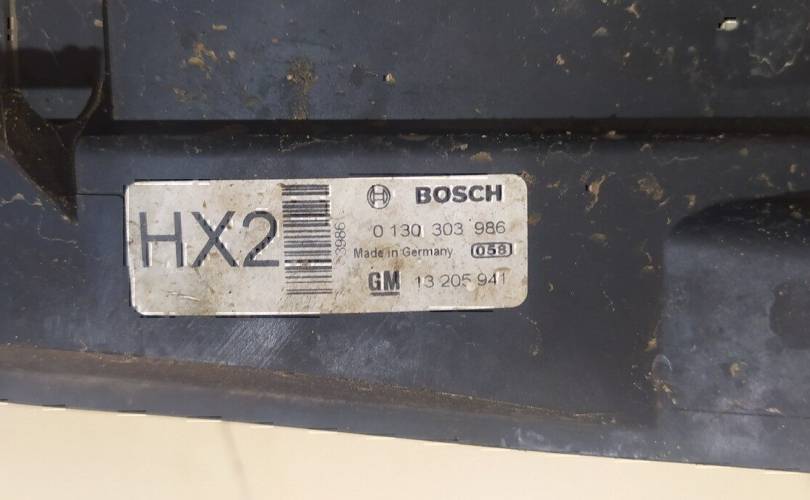 HX2
3986
BOSCH
0 130 303 986
Made in Germany 058
GM 13 205 941